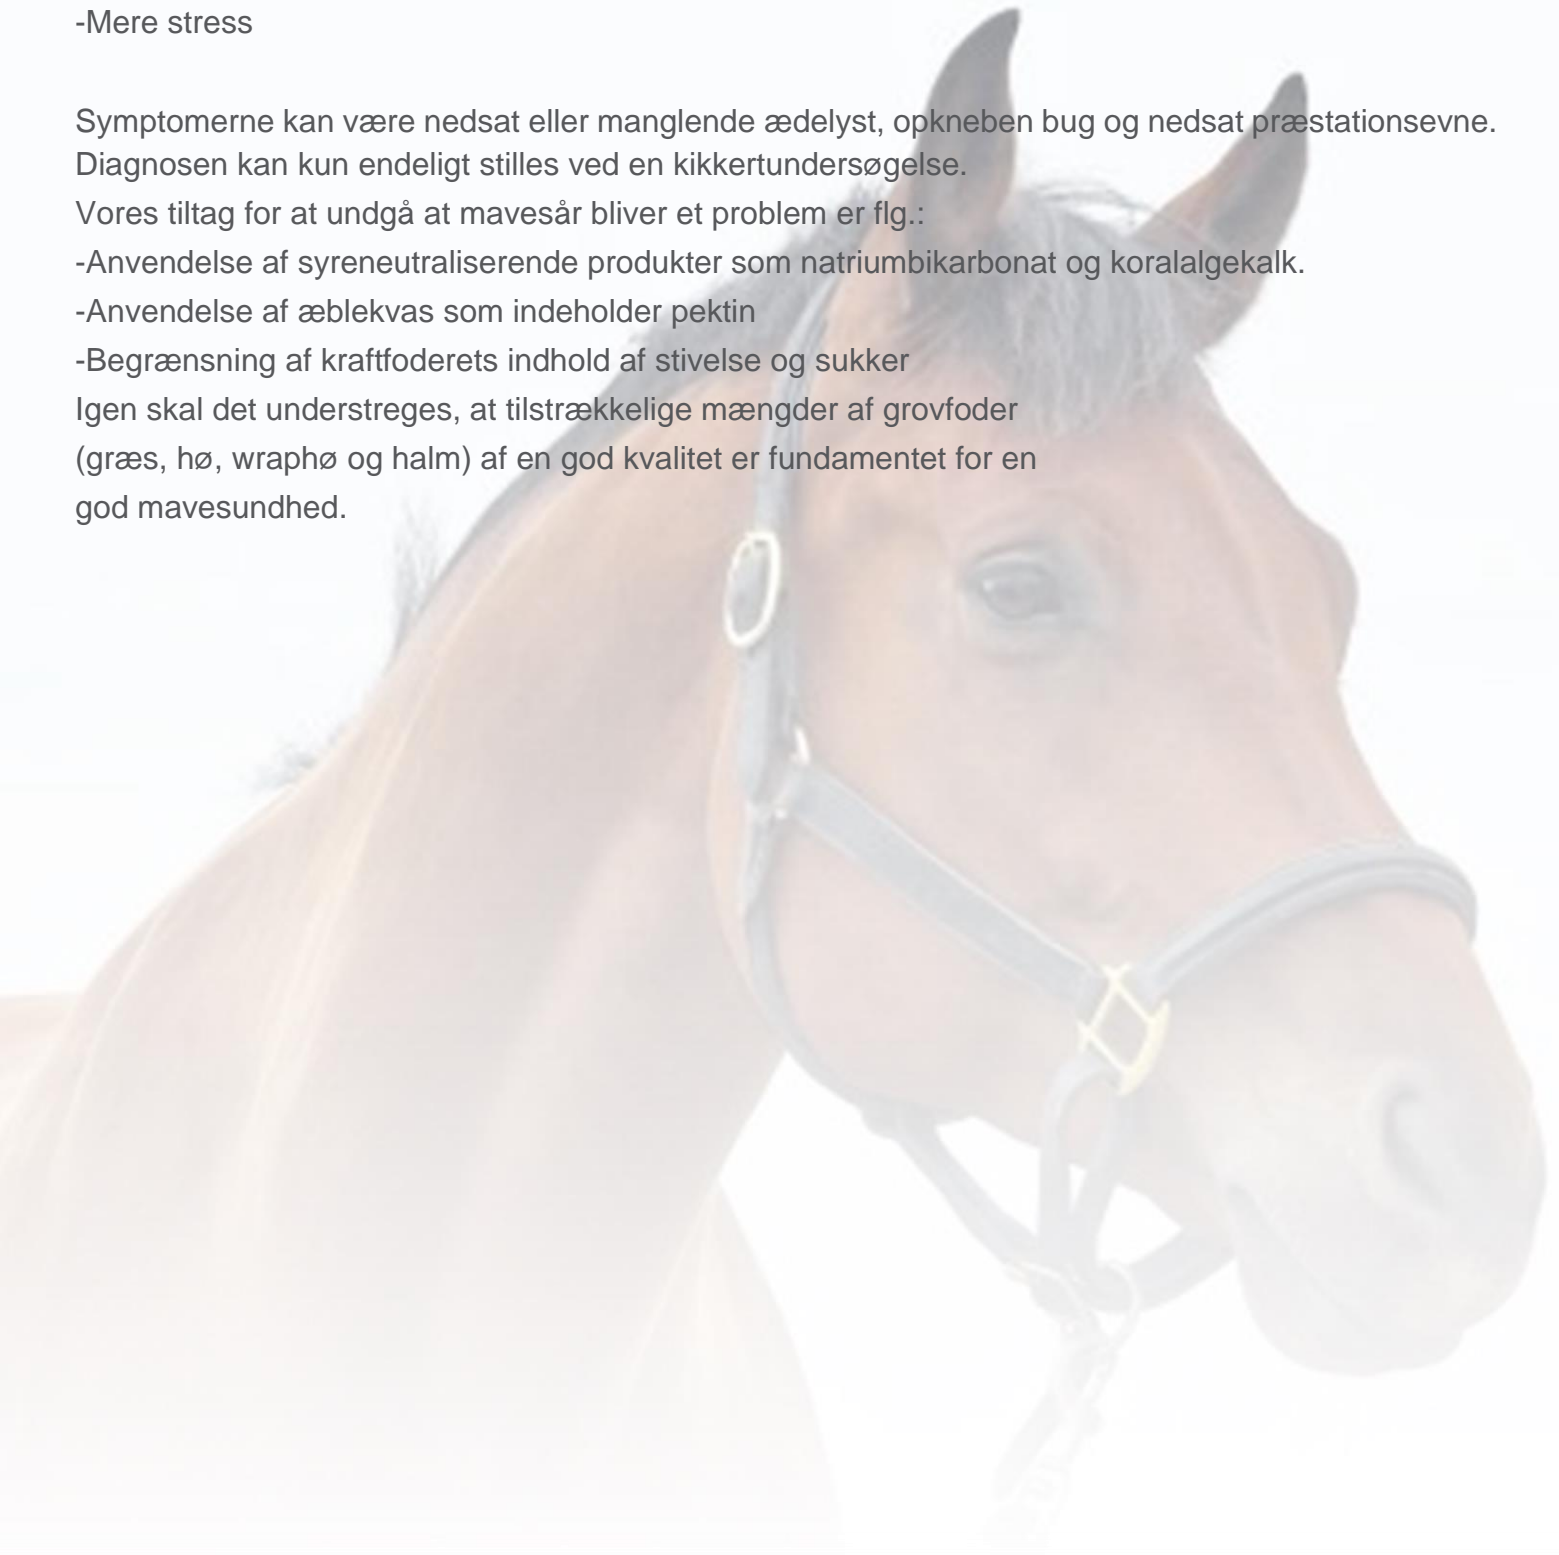 -Mere stress
Symptomerne kan være nedsat eller manglende ædelyst, opkneben bug og nedsat præstationsevne.
Diagnosen kan kun endeligt stilles ved en kikkertundersøgelse.
Vores tiltag for at undgå at mavesår bliver et problem er flg.:
-Anvendelse af syreneutraliserende produkter som natriumbikarbonat og koralalgekalk.
-Anvendelse af æblekvas som indeholder pektin
-Begrænsning af kraftfoderets indhold af stivelse og sukker
Igen skal det understreges, at tilstrækkelige mængder af grovfoder
(græs, hø, wraphø og halm) af en god kvalitet er fundamentet for en
god mavesundhed.